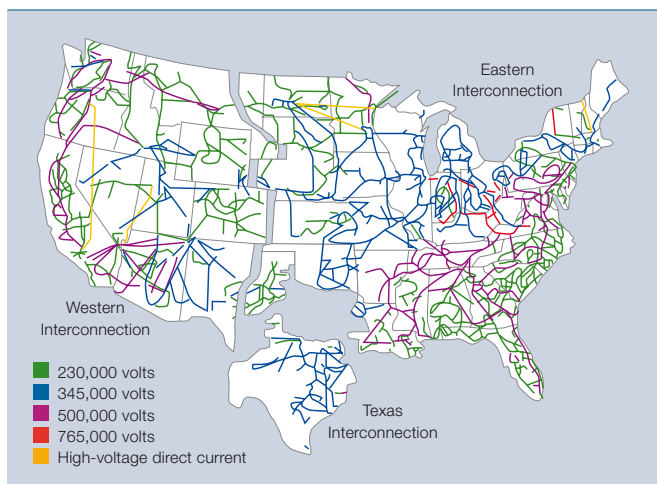 Eastern
Interconnection
Western
Interconnection
Texas
Interconnection
230,000 volts
345,000 volts
500,000 volts
765,000 volts
High-voltage direct current